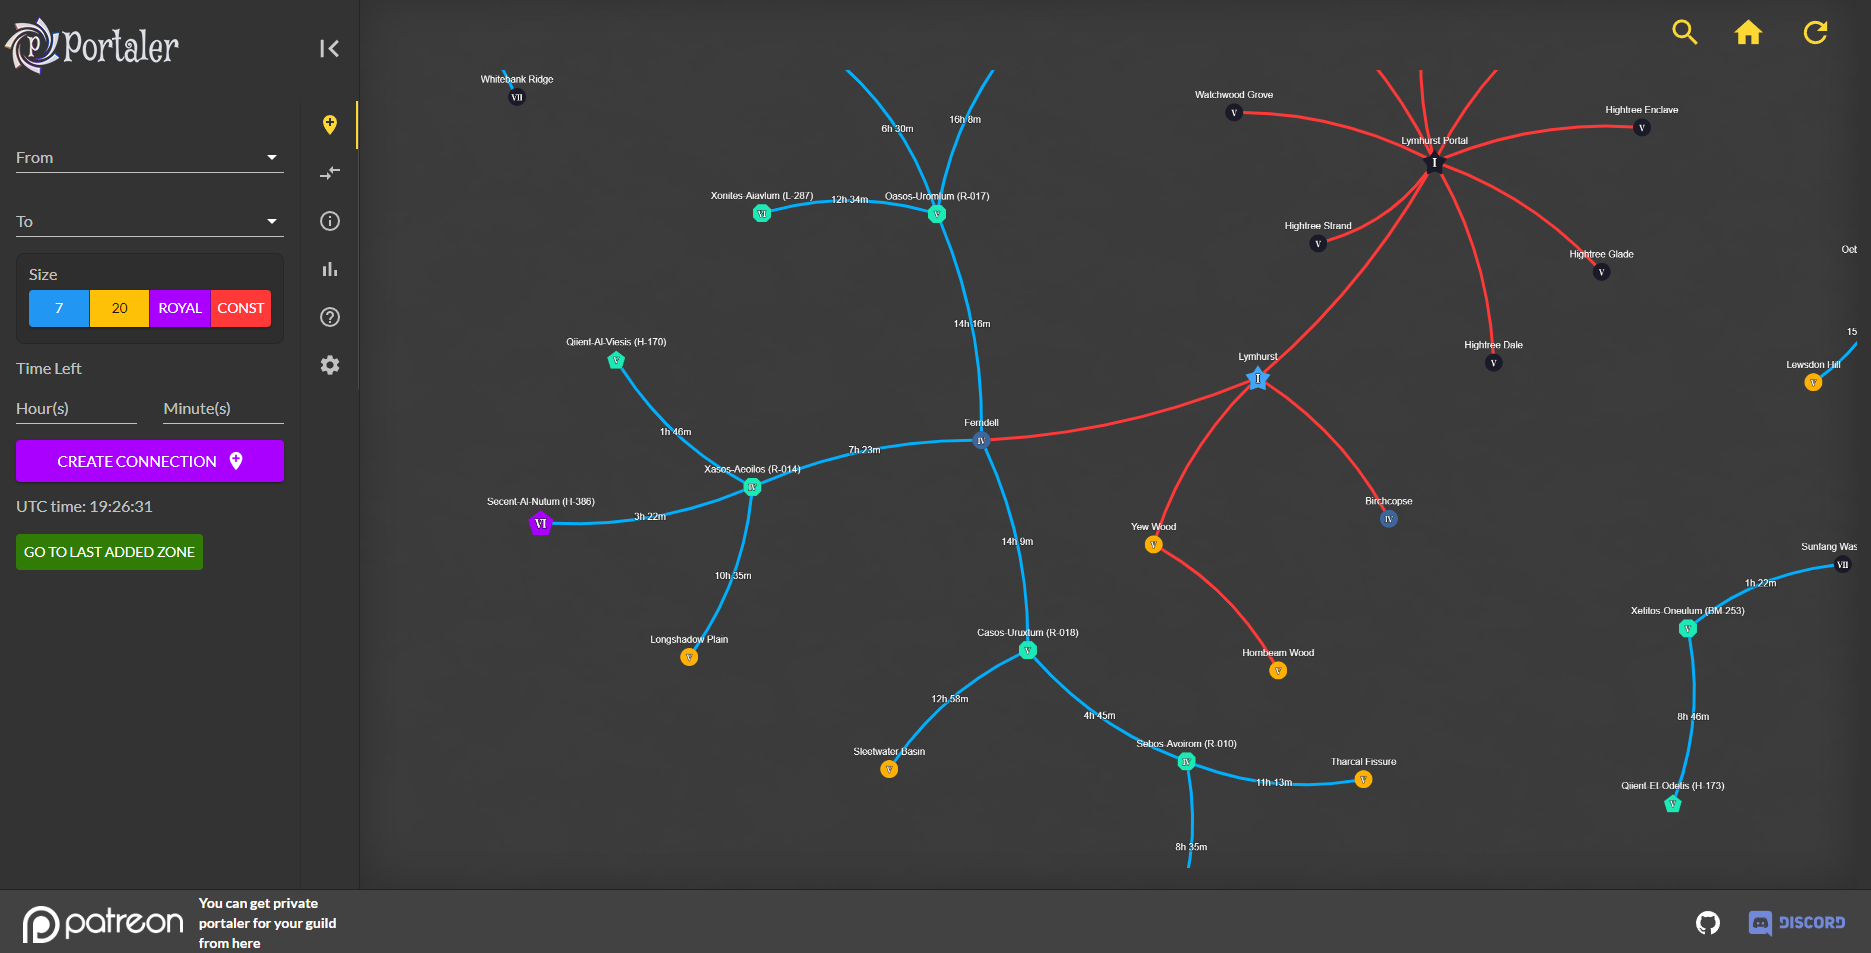 Portaler
From
To
Size
7
20
ROYAL
CONST
Time Left
Hour(s)
Minute(s)
CREATE CONNECTION
UTC time: 19:26:31
GO TO LAST ADDED ZONE
Whitebank Ridge
VII
6h 30m
16h 8m
Xonites-Aiavlum (L-287)
VI
12h 34m
Oasos-Uromlum (R-017)
V
14h 16m
Watchwood Grove
V
Lymhurst Portal
I
Hightree Enclave
V
Hightree Strand
V
Hightree Glade
V
Hightree Dale
V
Lymhurst
I
Qiient-Al-Viesis (H-170)
V
1h 46m
Ferndell
IV
7h 23m
Xasos-Aeoilos (R-014)
IV
Secent-Al-Nutum (H-386)
VI
3h 22m
10h 35m
Longshadow Plain
V
14h 9m
Birchcopse
IV
Yew Wood
V
Hornbeam Wood
V
Casos-Uruxtum (R-018)
V
12h 58m
Sleetwater Basin
V
4h 45m
Sebos-Avoirom (R-010)
IV
11h 13m
Tharcal Fissure
V
8h 35m
Oct
15
Lewsdon Hill
V
Sunfang Was
VII
1h 22m
Xetitos-Oneulum (BM-253)
V
8h 46m
Qiient-Et-Odetis (H-173)
V
patreon
You can get private
portaler for your guild
from here
DISCORD